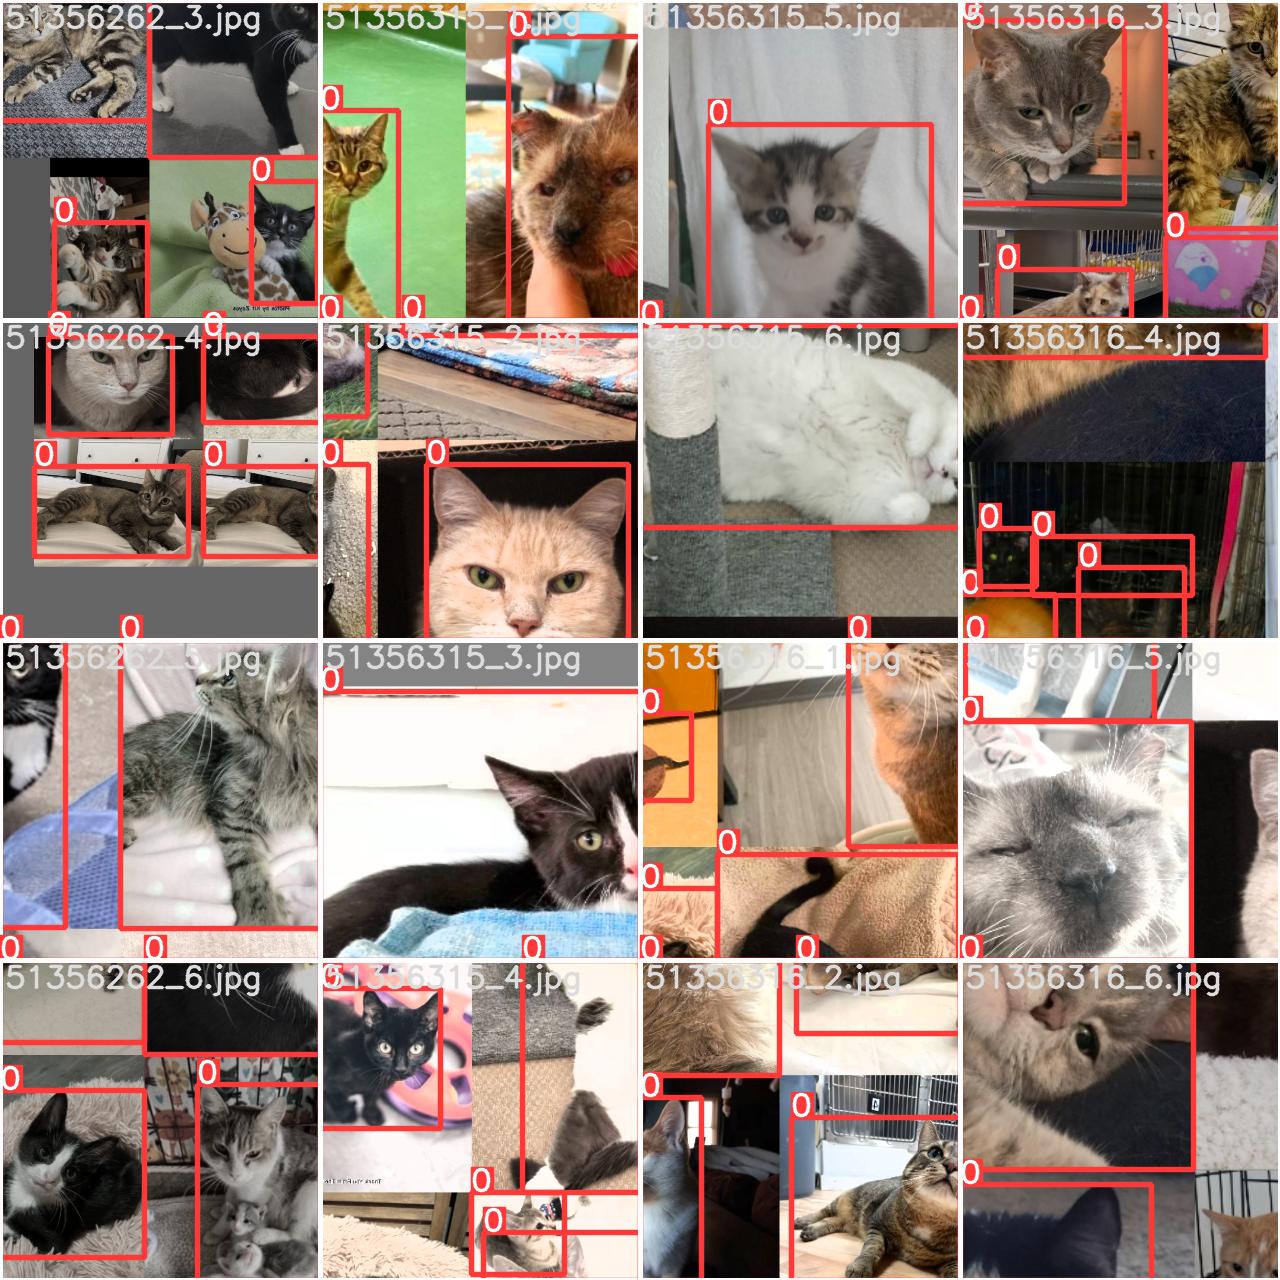 51356262_3.jpg 51356315_1.jpg 51356315_5.jpg 51356316_3.jpg
0 0 0 0 0 0 0 0 0 0 0 0
51356262_4.jpg 51356315_2.jpg 51356315_6.jpg 51356316_4.jpg
0 0 0 0 0 0 0 0 0 0 0 0 0
51356262_5.jpg 51356315_3.jpg 51356316_1.jpg 51356316_5.jpg
0 0 0 0 0 0 0 0 0 0
51356262_6.jpg 51356315_4.jpg 51356316_2.jpg 51356316_6.jpg
0 0 0 0 0 0 0